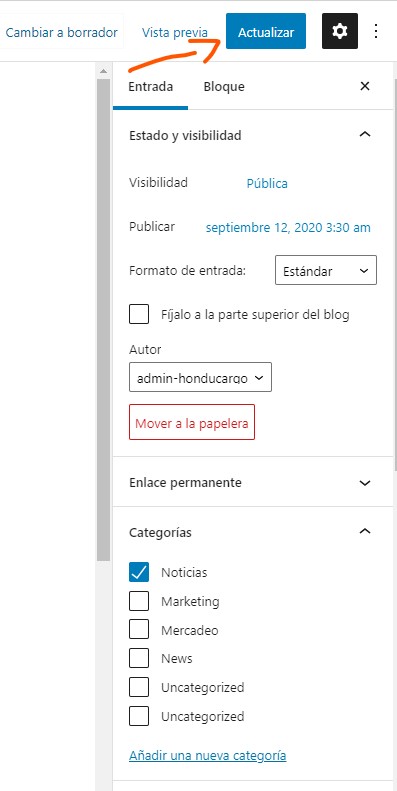 Cambiar a borrador Vista previa Actualizar
Entrada Bloque
Estado y visibilidad
Visibilidad Pública
Publicar septiembre 12, 2020 3:30 am
Formato de entrada: Estándar
Fíjalo a la parte superior del blog
Autor
admin-honducargo
Mover a la papelera
Enlace permanente
Categorías
Noticias
Marketing
Mercadeo
News
Uncategorized
Uncategorized
Añadir una nueva categoría